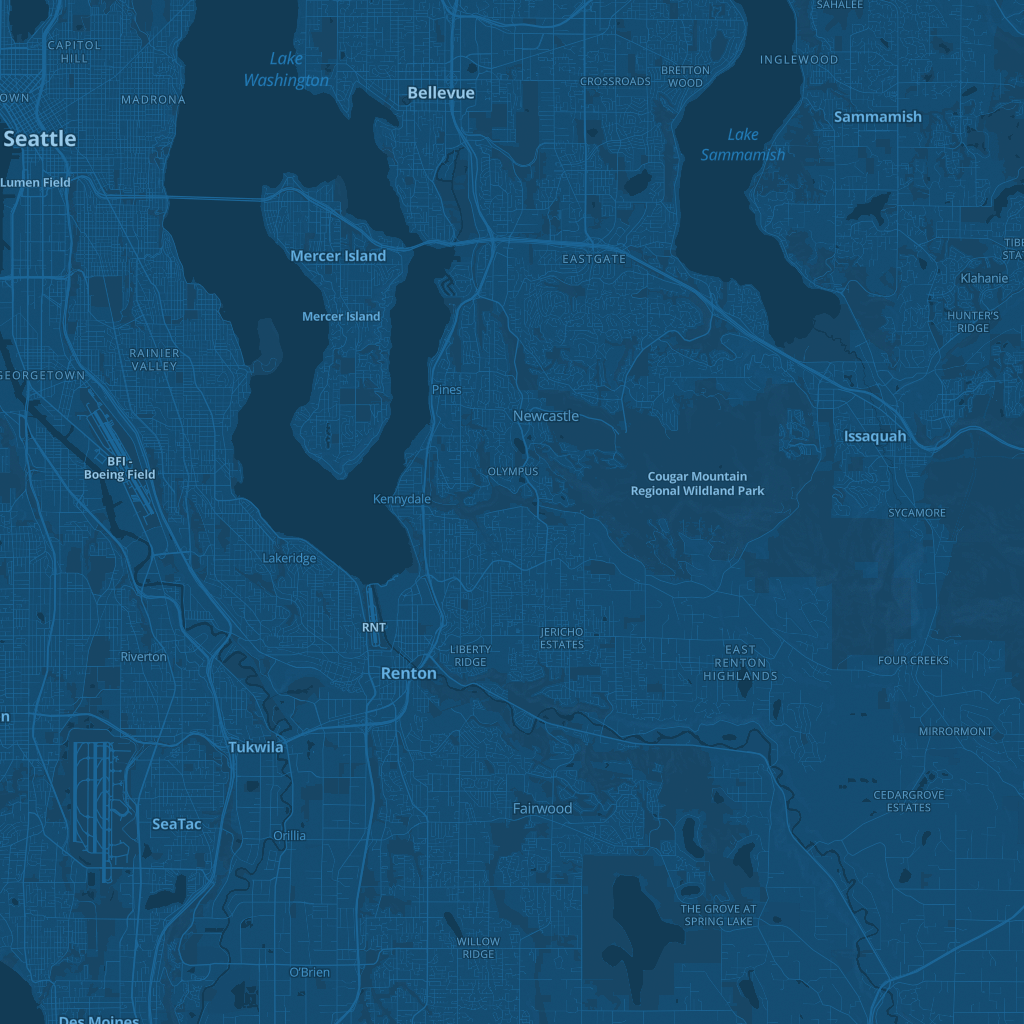 SAHALEE
CAPITOL
HILL
Lake
Washington
INGLEWOOD
BRETTON
WOOD
CROSSROADS
Bellevue
OWN
MADRONA
Sammamish
Seattle
Lake
Sammamish
Lumen Field
TIBE
STAT
Mercer Island
EASTGATE
Klahanie
Mercer Island
HUNTER'S
RIDGE
RAINIER
VALLEY
GEORGETOWN
Pines
Newcastle
Issaquah
BFI -
Boeing Field
OLYMPUS
Cougar Mountain
Regional Wildland Park
Kennydale
SYCAMORE
Lakeridge
RNT
JERICHO
ESTATES
LIBERTY
RIDGE
EAST
RENTON
HIGHLANDS
Riverton
FOUR CREEKS
Renton
n
MIRRORMONT
Tukwila
CEDARGROVE
ESTATES
Fairwood
SeaTac
Orillia
THE GROVE AT
SPRING LAKE
WILLOW
RIDGE
O'Brien
Des Moines